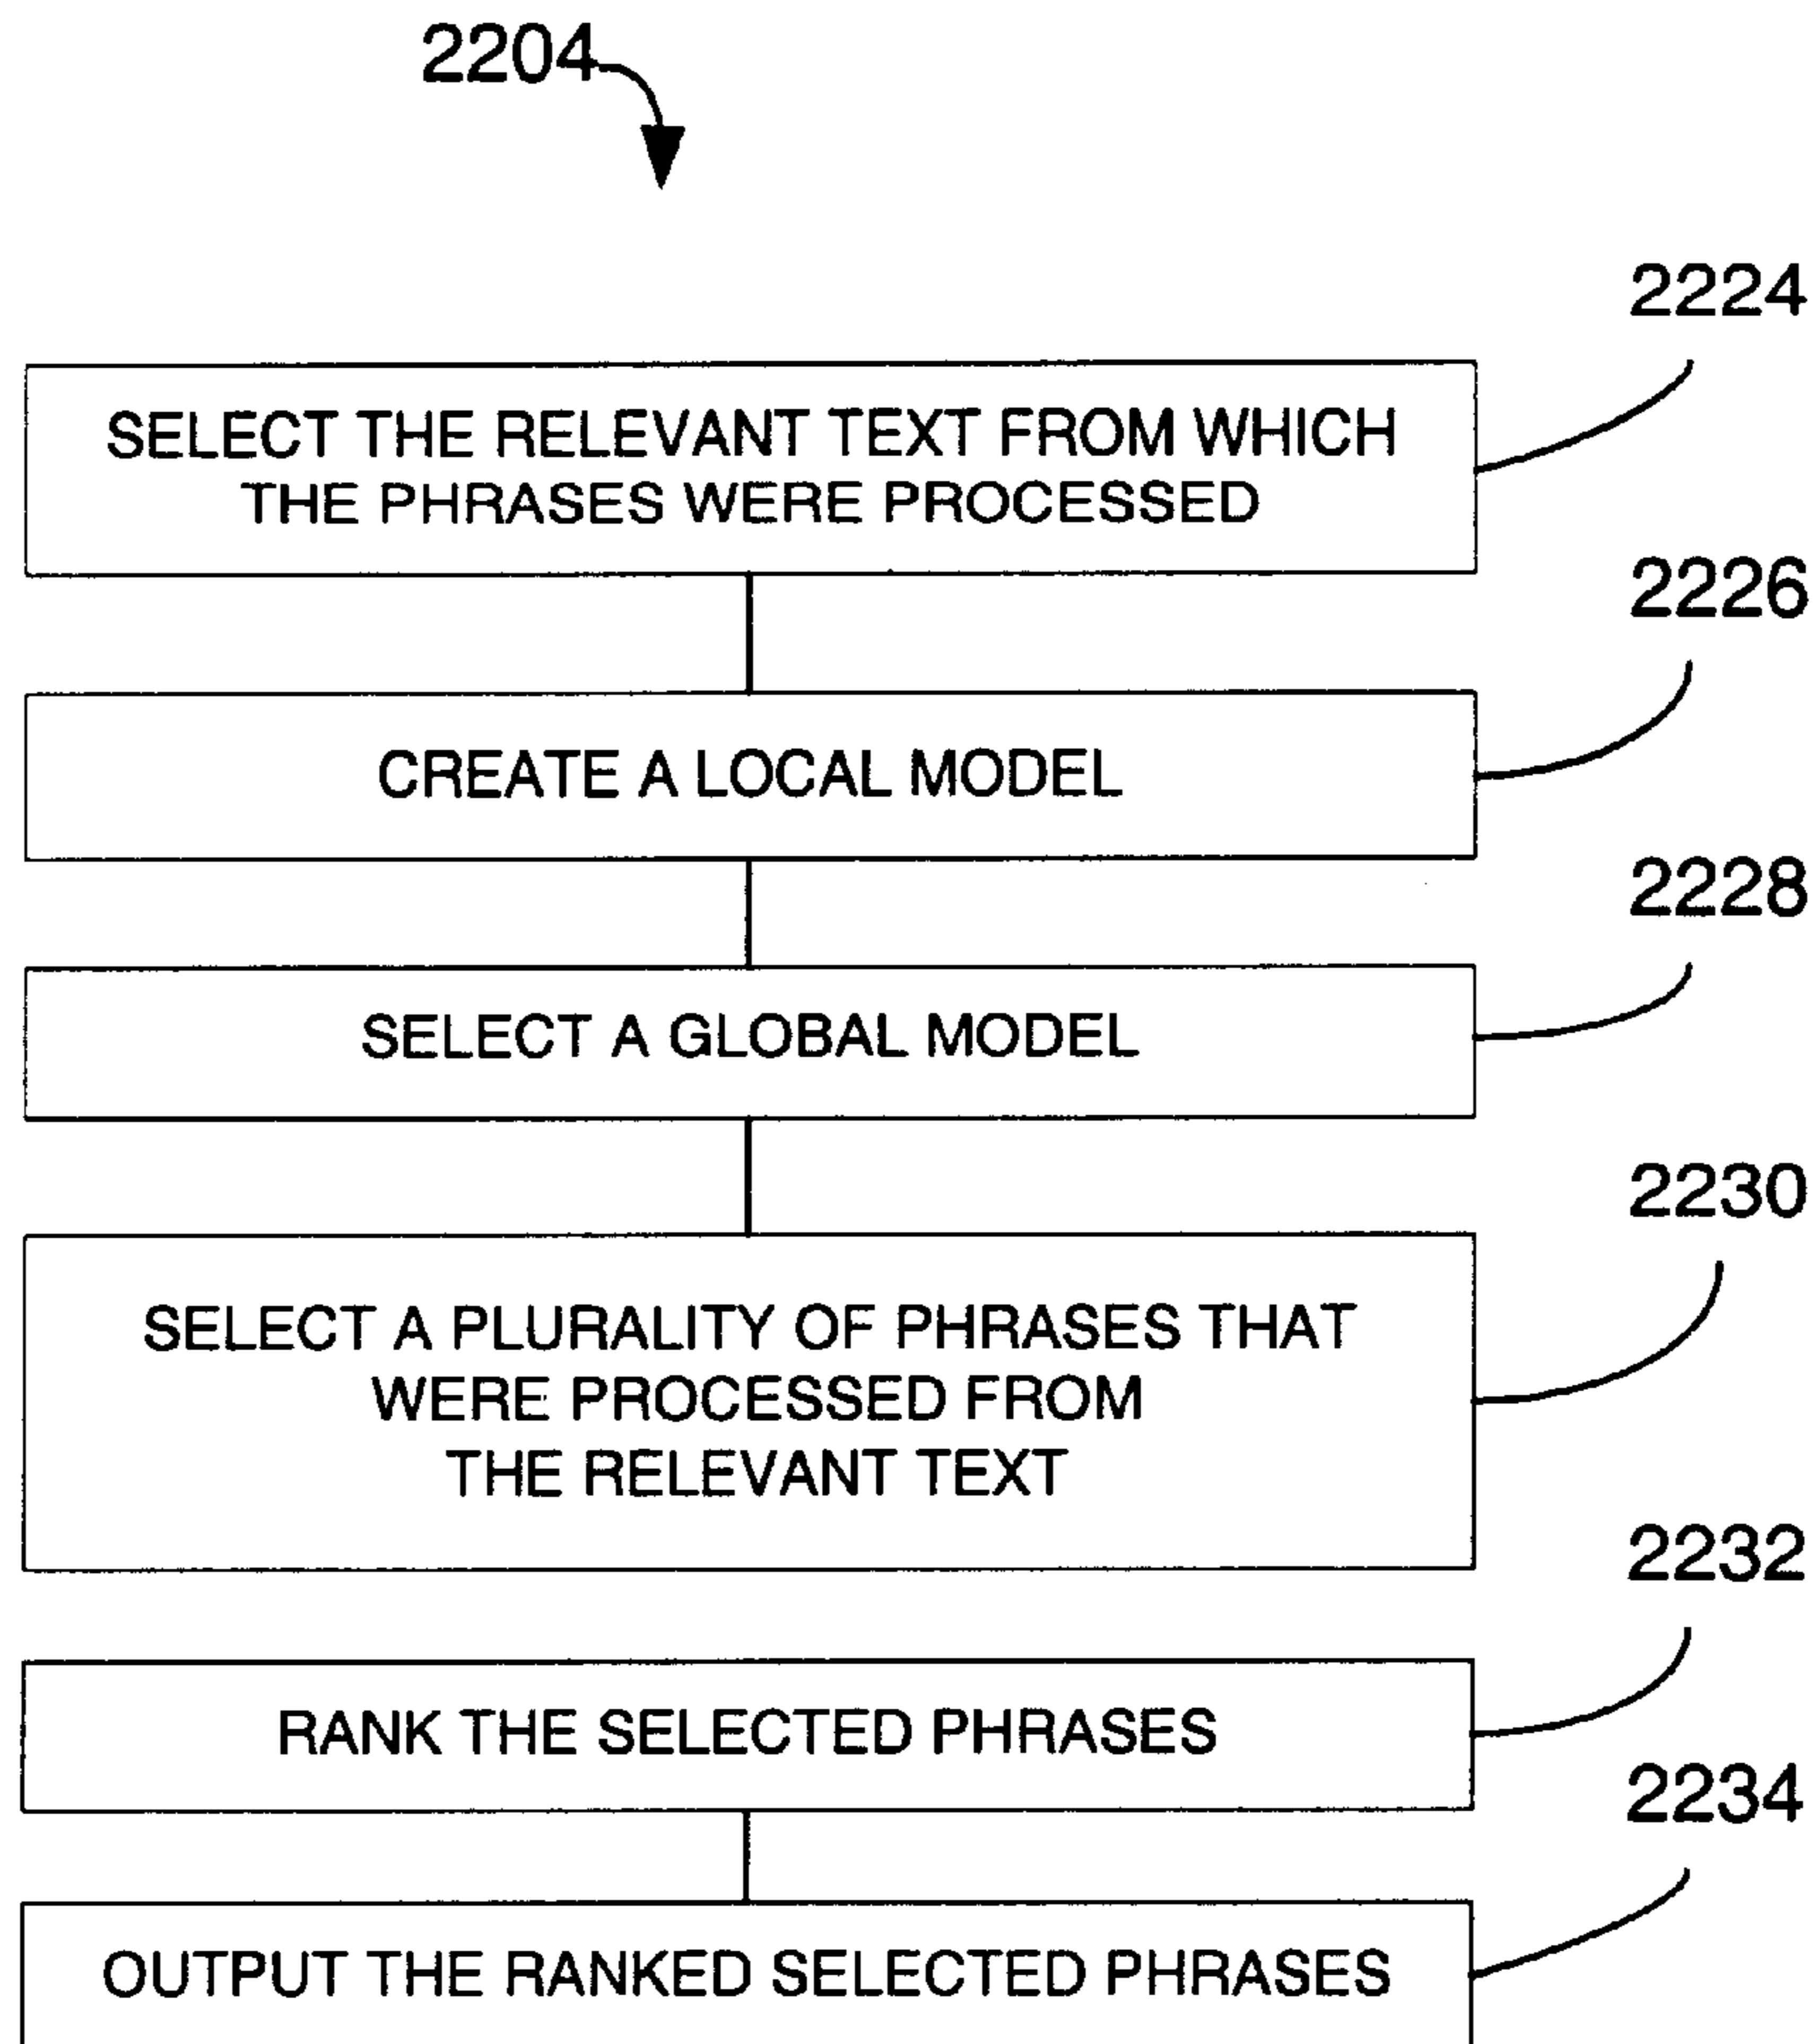 2204
2224
SELECT THE RELEVANT TEXT FROM WHICH
THE PHRASES WERE PROCESSED
2226
CREATE A LOCAL MODEL
2228
SELECT A GLOBAL MODEL
2230
SELECT A PLURALITY OF PHRASES THAT
WERE PROCESSED FROM
THE RELEVANT TEXT
2232
RANK THE SELECTED PHRASES
2234
OUTPUT THE RANKED SELECTED PHRASES